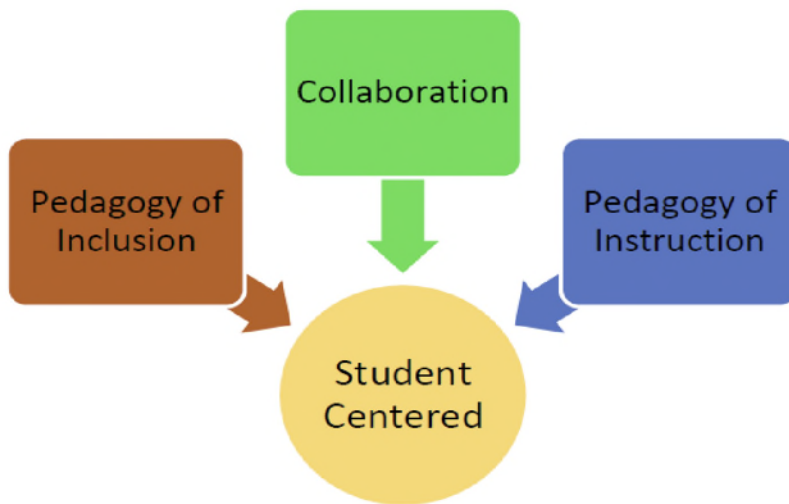 Collaboration
Pedagogy of
Inclusion
Pedagogy of
Instruction
Student
Centered